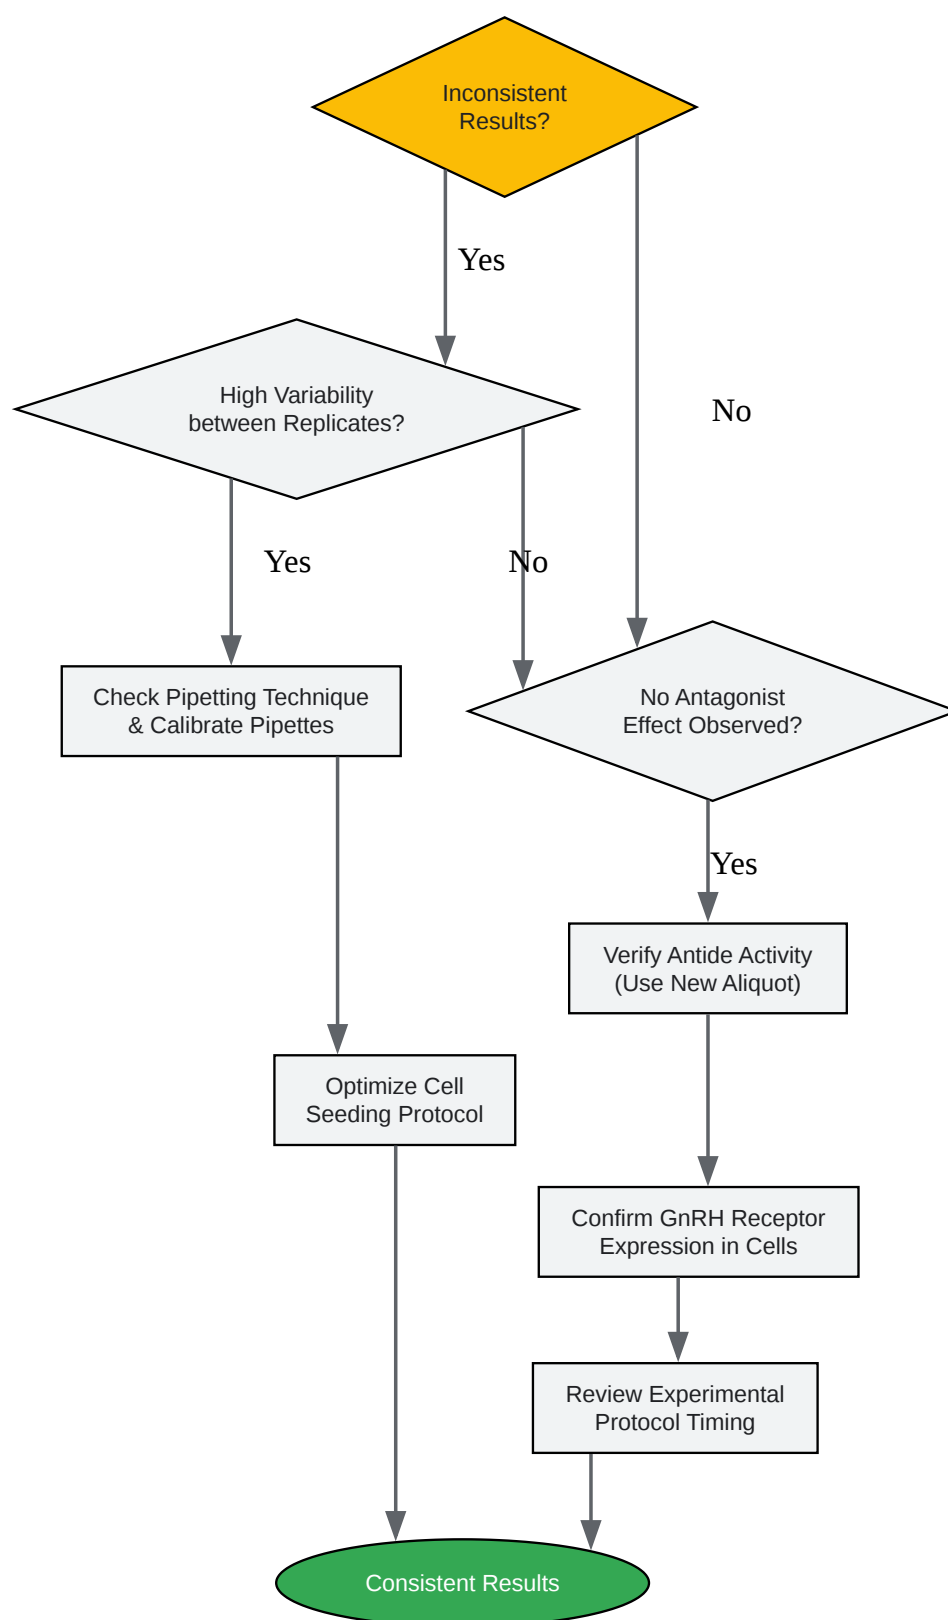 Inconsistent
Results?
Yes
High Variability
between Replicates?
No
Yes
No
Check Pipetting Technique
& Calibrate Pipettes
No Antagonist
Effect Observed?
Yes
Verify Antide Activity
(Use New Aliquot)
Optimize Cell
Seeding Protocol
Confirm GnRH Receptor
Expression in Cells
Review Experimental
Protocol Timing
Consistent Results